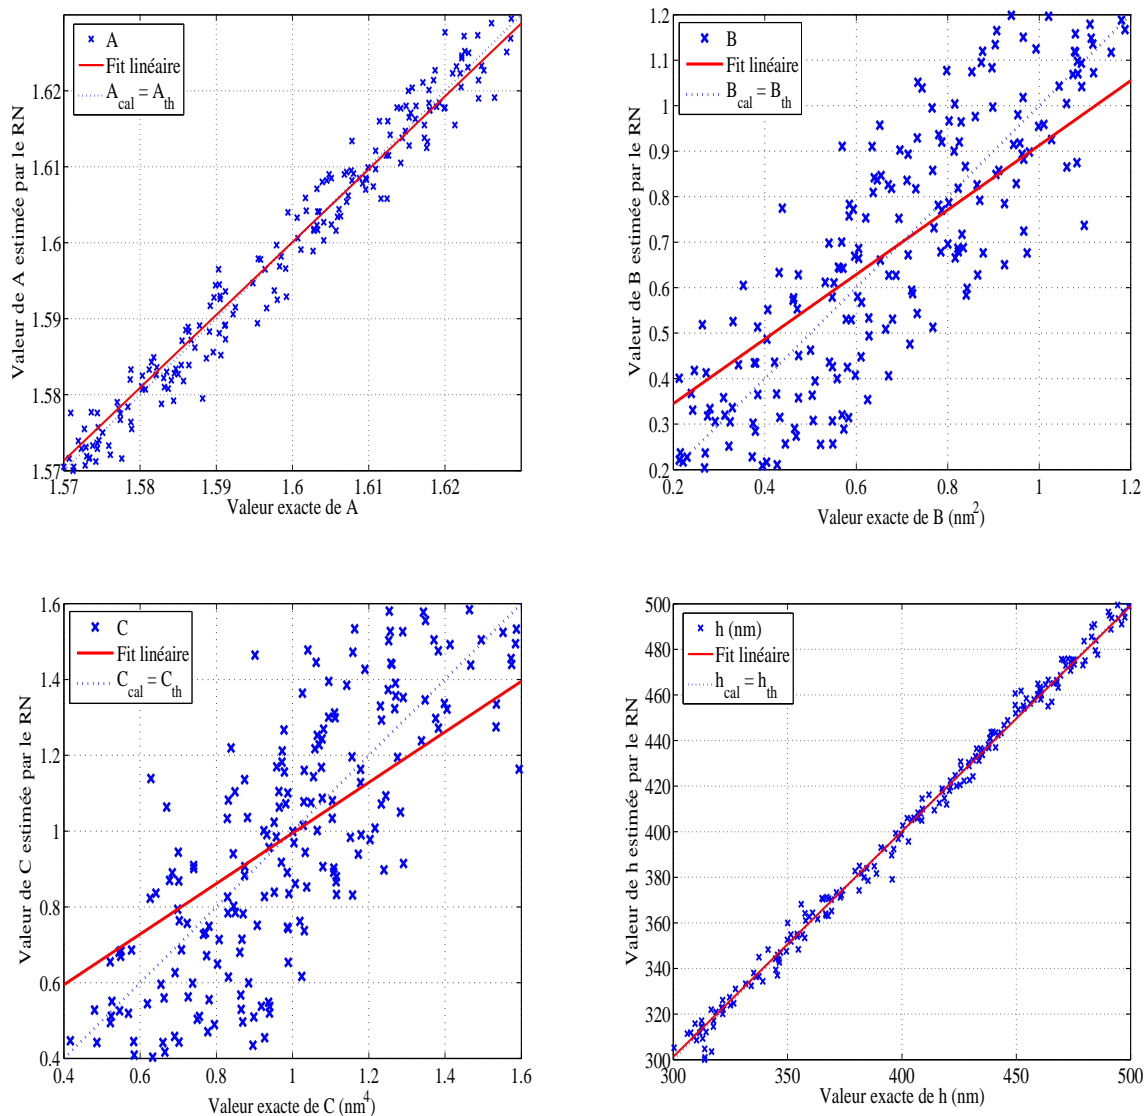 A
Fit linéaire
A_cal = A_th
1.62
1.61
1.6
1.59
1.58
1.57
Valeur de A estimée par le RN
1.57 1.58 1.59 1.6 1.61 1.62
Valeur exacte de A
B
Fit linéaire
B_cal = B_th
1.2
1.1
1
0.9
0.8
0.7
0.6
0.5
0.4
0.3
0.2
Valeur de B estimée par le RN
0.2 0.4 0.6 0.8 1 1.2
Valeur exacte de B (nm²)
C
Fit linéaire
C_cal = C_th
1.6
1.4
1.2
1
0.8
0.6
0.4
Valeur de C estimée par le RN
0.4 0.6 0.8 1 1.2 1.4 1.6
Valeur exacte de C (nm⁴)
h (nm)
Fit linéaire
h_cal = h_th
500
480
460
440
420
400
380
360
340
320
300
Valeur de h estimée par le RN
300 350 400 450 500
Valeur exacte de h (nm)